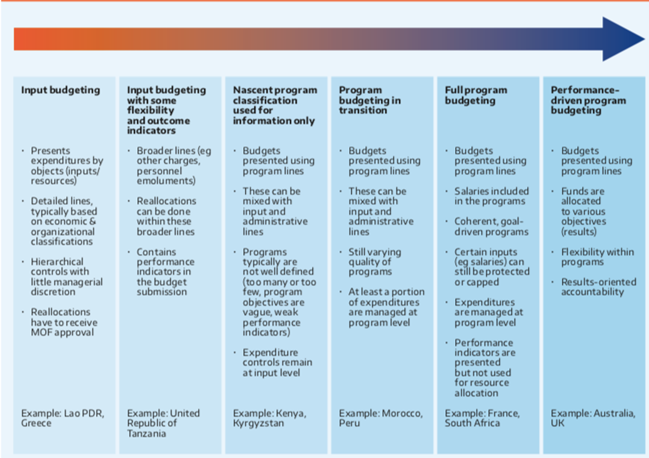 Input budgeting
· Presents
expenditures by
objects (inputs/
resources)
· Detailed lines,
typically based
on economic &
organizational
classifications
· Hierarchical
controls with
little managerial
discretion
· Reallocations
have to receive
MOF approval
Example: Lao PDR,
Greece
Input budgeting
with some
flexibility
and outcome
indicators
· Broader lines (eg
other charges,
personnel
emoluments)
· Reallocations
can be done
within these
broader lines
· Contains
performance
indicators in
the budget
submission
Example: United
Republic of
Tanzania
Nascent program
classification
used for
information only
· Budgets
presented using
program lines
· These can be
mixed with
input and
administrative
lines
· Programs
typically are
not well defined
(too many or too
few, program
objectives are
vague, weak
performance
indicators)
· Expenditure
controls remain
at input level
Example: Kenya,
Kyrgyzstan
Program
budgeting in
transition
· Budgets
presented using
program lines
· These can be
mixed with
input and
administrative
lines
· Still varying
quality of
programs
· At least a portion
of expenditures
are managed at
program level
Example: Morocco,
Peru
Full program
budgeting
· Budgets
presented using
program lines
· Salaries included
in the programs
· Coherent, goal-
driven programs
· Certain inputs
(eg salaries) can
still be protected
or capped
· Expenditures
are managed at
program level
· Performance
indicators are
presented
but not used
for resource
allocation
Example: France,
South Africa
Performance-
driven program
budgeting
· Budgets
presented using
program lines
· Funds are
allocated
to various
objectives
(results)
· Flexibility within
programs
· Results-oriented
accountability
Example: Australia,
UK